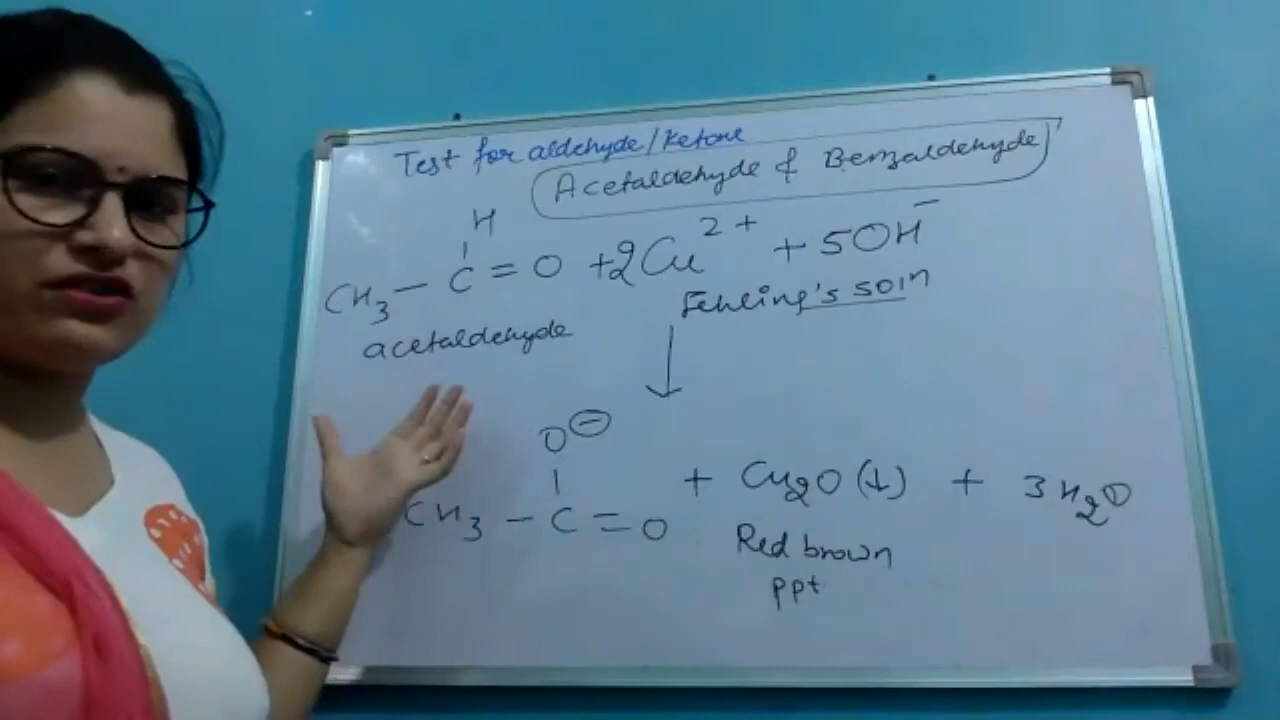 Test for aldehyde/Ketone
Acetaldehyde & Benzaldehyde
H
CH3 – C = O + 2Cu2+ + 5OH–
acetaldehyde Fehling's soln
O⊖
CH3 – C = O + Cu2O (↓) + 3H2O
Red brown
ppt